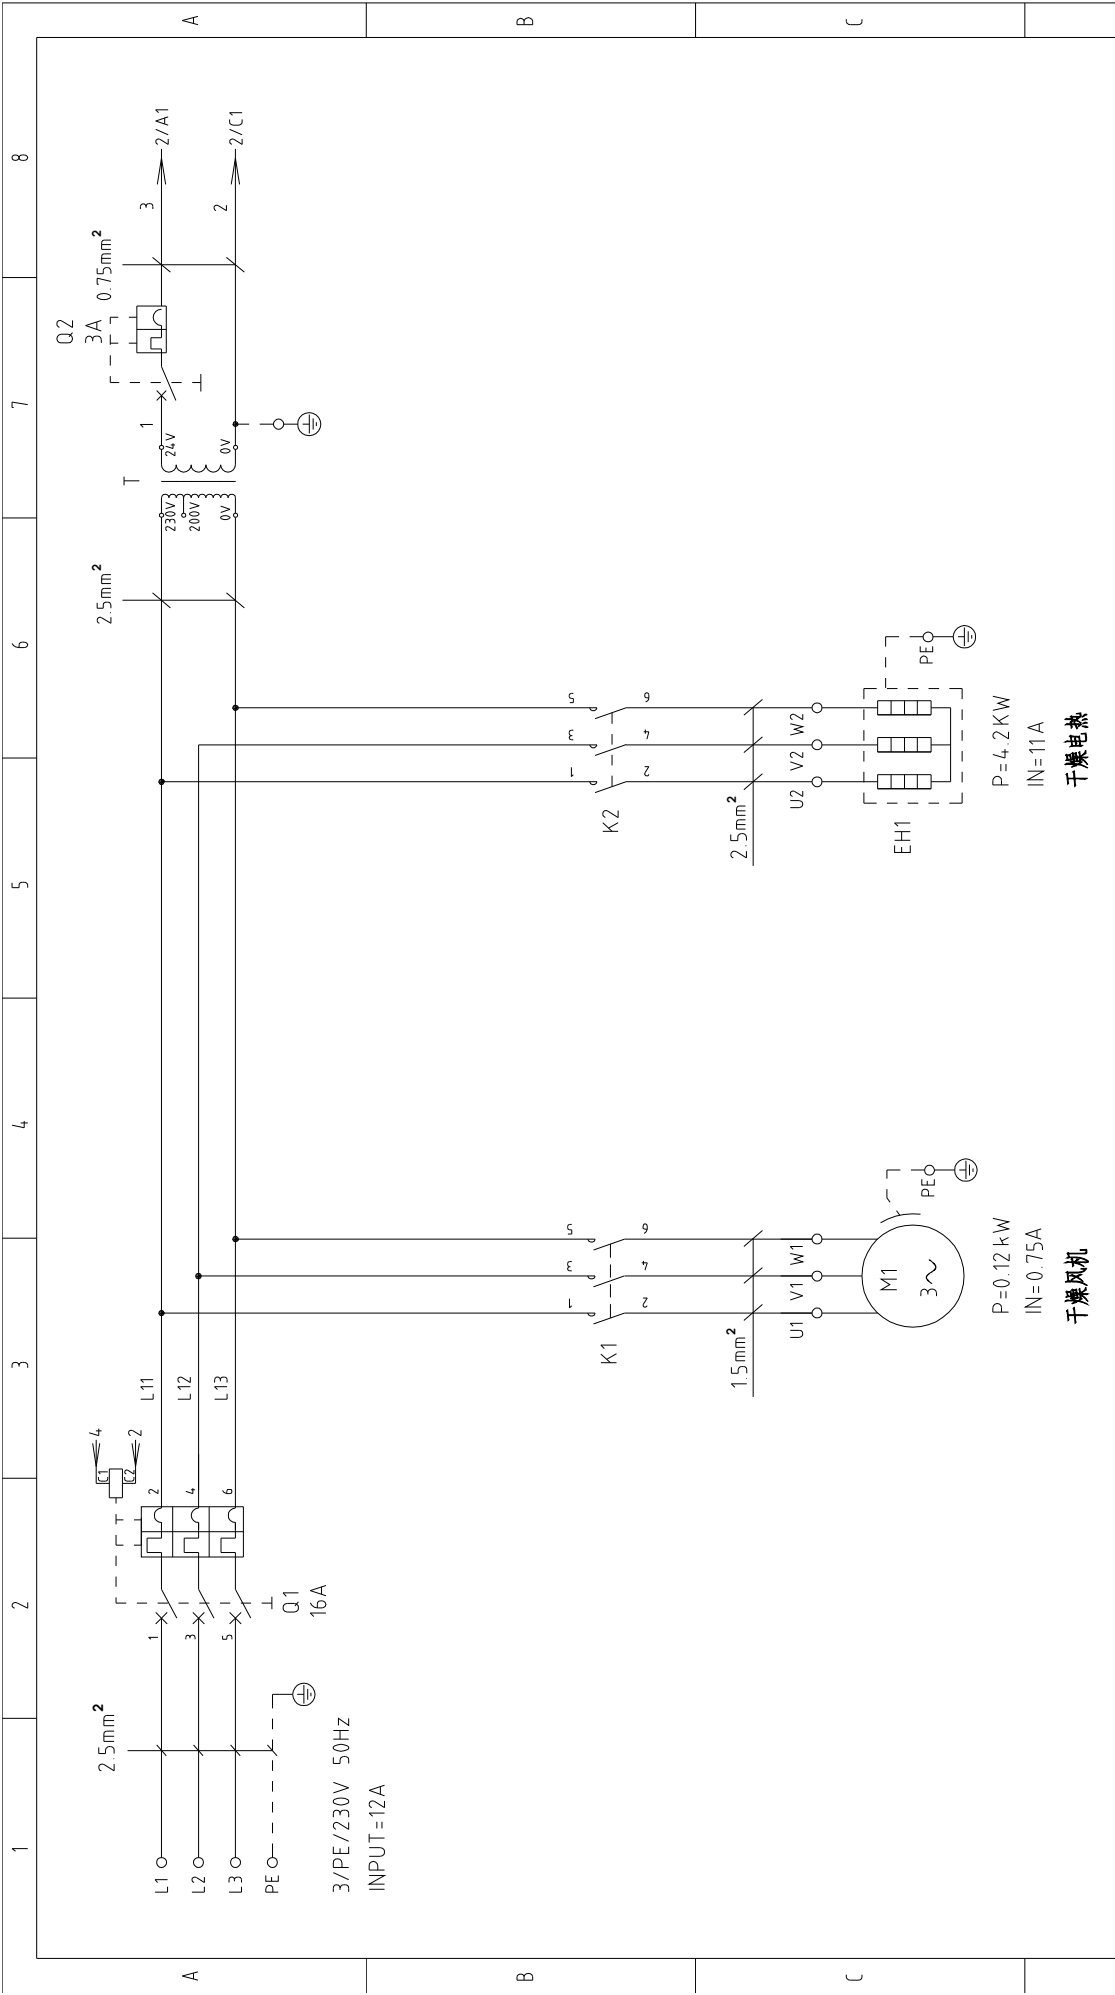 1 2 3 4 5 6 7 8
A
A
B
B
C
C
2.5mm²
L1
L2
L3
PE
3/PE/230V 50Hz
INPUT=12A
1 2
3 4
5 6
Q1
16A
C1 4
C2 2
L11
L12
L13
1 3 5
K1
2 4 6
1.5mm²
U1 V1 W1
M1
3~
PE
P=0.12kW
IN=0.75A
干燥风机
1 3 5
K2
2 4 6
2.5mm²
U2 V2 W2
EH1
PE
P=4.2KW
IN=11A
干燥电热
2.5mm²
T
230V 24V
200V
0V 0V
1
Q2
3A
0.75mm²
3 2/A1
2 2/C1